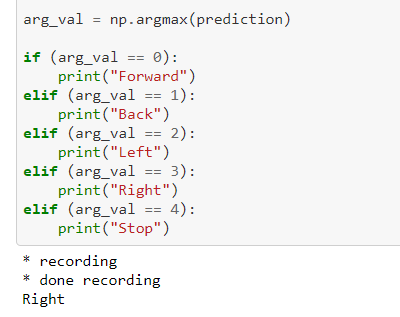 arg_val = np.argmax(prediction)
if (arg_val == 0):
    print("Forward")
elif (arg_val == 1):
    print("Back")
elif (arg_val == 2):
    print("Left")
elif (arg_val == 3):
    print("Right")
elif (arg_val == 4):
    print("Stop")
* recording
* done recording
Right